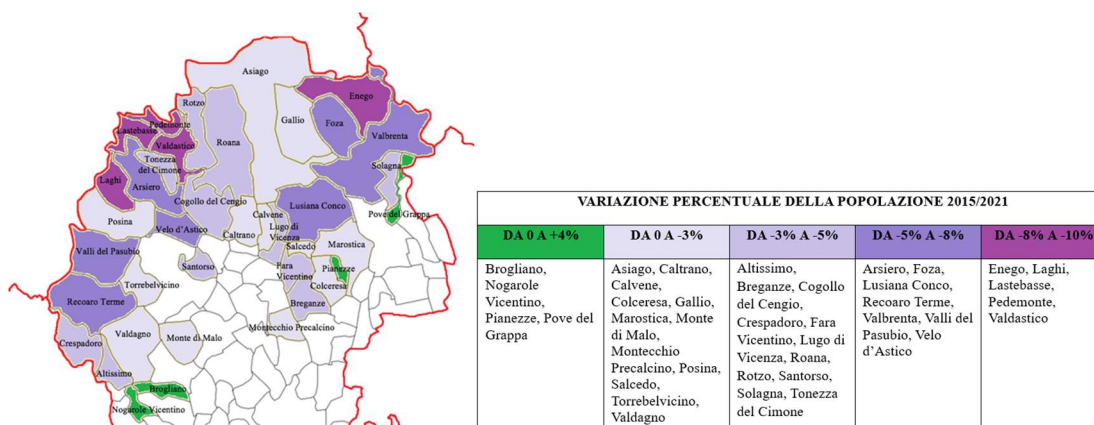 Asiago
Rotzo
Enego
Gallio
Foza
Pedemonte
Lastebasse
Valbrenta
Roana
Valdastico
Tonezza
del Cimone
Solagna
Laghi
Arsiero
Cogollo del Cengio
Lusiana Conco
Calvene
Pove del Grappa
Posina
Lugo di
Vicenza
Velo d'Astico
Caltrano
Marostica
Salcedo
Valli del Pasubio
Santorso
Fara
Vicentino
Pianezze
Torrebelvicino
Colceresa
Recoaro Terme
Breganze
Montecchio Precalcino
Valdagno
Monte di Malo
Crespadoro
Altissimo
Brogliano
Nogarole Vicentino
VARIAZIONE PERCENTUALE DELLA POPOLAZIONE 2015/2021
DA 0 A +4%
DA 0 A -3%
DA -3% A -5%
DA -5% A -8%
DA -8% A -10%
Brogliano,
Nogarole
Vicentino,
Pianezze, Pove del
Grappa
Asiago, Caltrano,
Calvene,
Colceresa, Gallio,
Marostica, Monte
di Malo,
Montecchio
Precalcino, Posina,
Salcedo,
Torrebelvicino,
Valdagno
Altissimo,
Breganze, Cogollo
del Cengio,
Crespadoro, Fara
Vicentino, Lugo di
Vicenza, Roana,
Rotzo, Santorso,
Solagna, Tonezza
del Cimone
Arsiero, Foza,
Lusiana Conco,
Recoaro Terme,
Valbrenta, Valli del
Pasubio, Velo
d'Astico
Enego, Laghi,
Lastebasse,
Pedemonte,
Valdastico